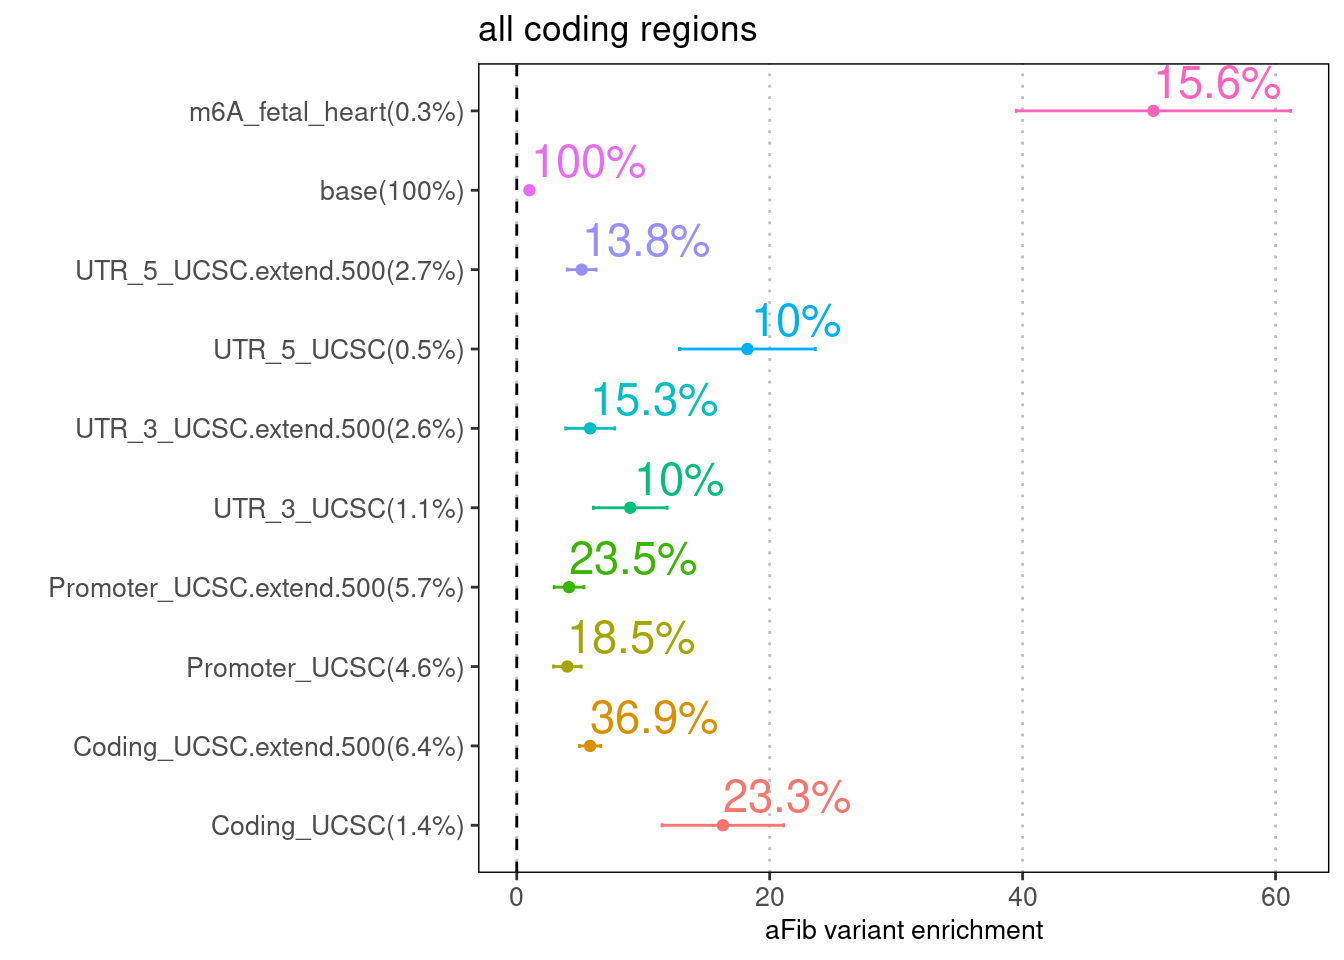 all coding regions
m6A_fetal_heart(0.3%)
15.6%
base(100%)
100%
UTR_5_UCSC.extend.500(2.7%)
13.8%
UTR_5_UCSC(0.5%)
10%
UTR_3_UCSC.extend.500(2.6%)
15.3%
UTR_3_UCSC(1.1%)
10%
Promoter_UCSC.extend.500(5.7%)
23.5%
Promoter_UCSC(4.6%)
18.5%
Coding_UCSC.extend.500(6.4%)
36.9%
Coding_UCSC(1.4%)
23.3%
0 20 40 60
aFib variant enrichment